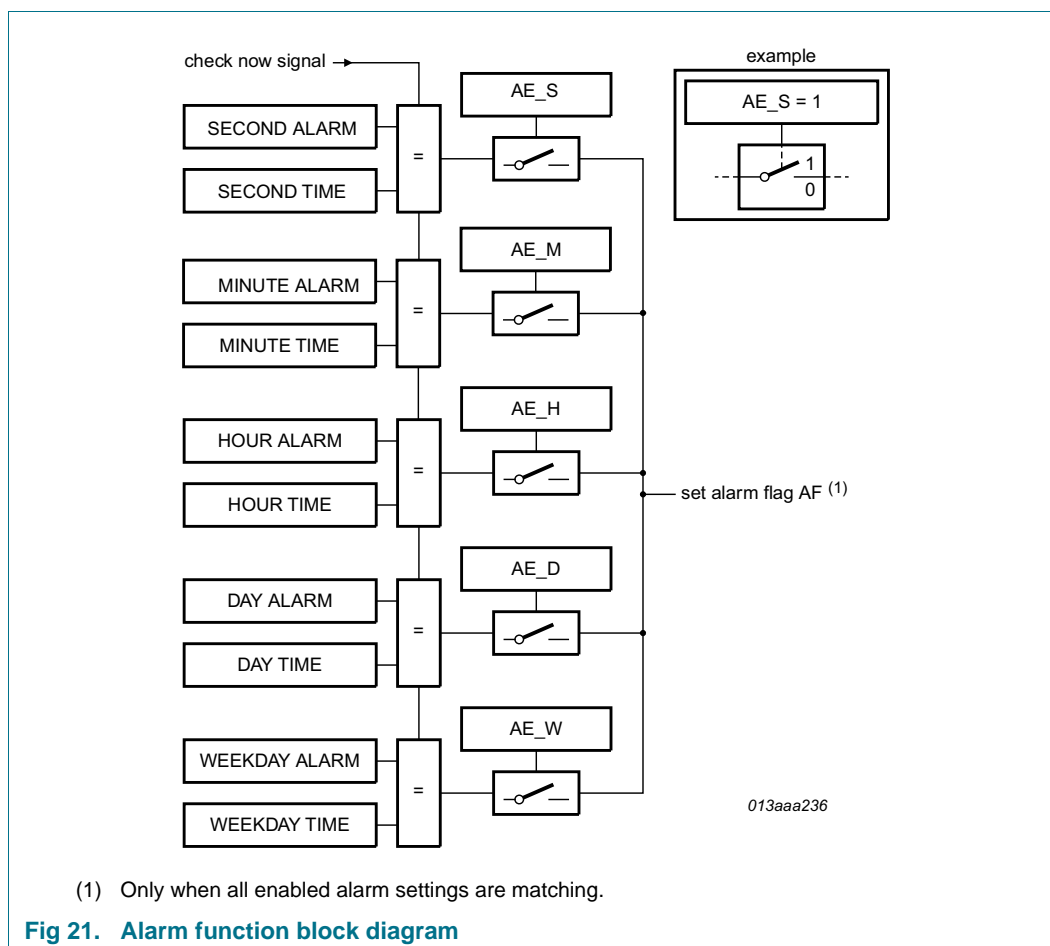 check now signal
example
AE_S
AE_S = 1
SECOND ALARM
=
SECOND TIME
1
0
AE_M
MINUTE ALARM
=
MINUTE TIME
AE_H
HOUR ALARM
=
HOUR TIME
set alarm flag AF (1)
AE_D
DAY ALARM
=
DAY TIME
AE_W
WEEKDAY ALARM
=
WEEKDAY TIME
013aaa236
(1) Only when all enabled alarm settings are matching.
Fig 21. Alarm function block diagram